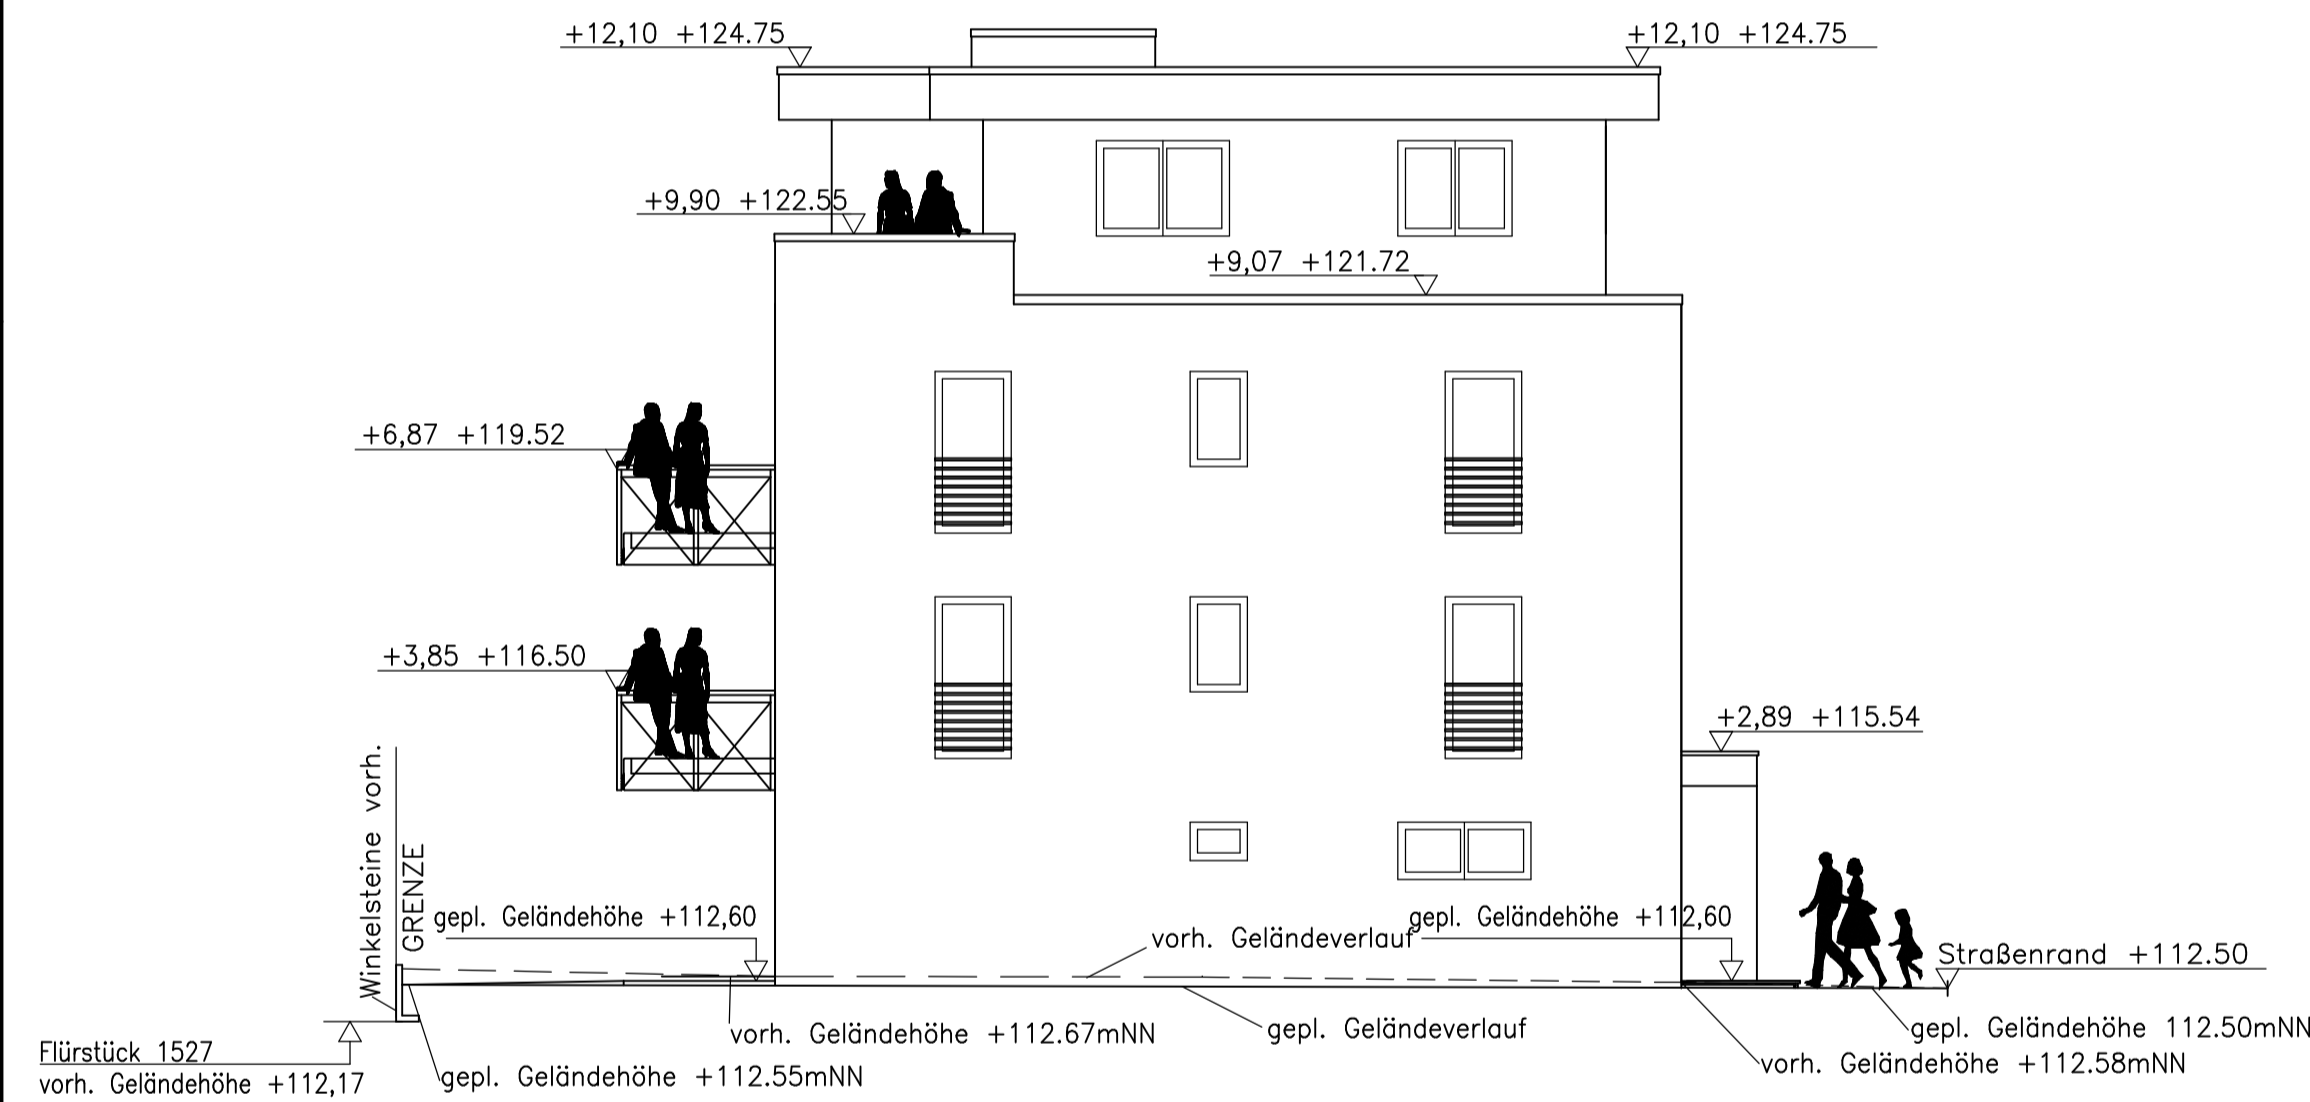 +12,10 +124.75
+12,10 +124.75
+9,90 +122.55
+9,07 +121.72
+6,87 +119.52
+3,85 +116.50
+2,89 +115.54
Winkelsteine vorh.
GRENZE
gepl. Geländehöhe +112,60
vorh. Geländeverlauf
gepl. Geländehöhe +112,60
Straßenrand +112.50
vorh. Geländehöhe +112.67mNN
gepl. Geländeverlauf
gepl. Geländehöhe 112.50mNN
Flürstück 1527
vorh. Geländehöhe +112,17
gepl. Geländehöhe +112.55mNN
vorh. Geländehöhe +112.58mNN